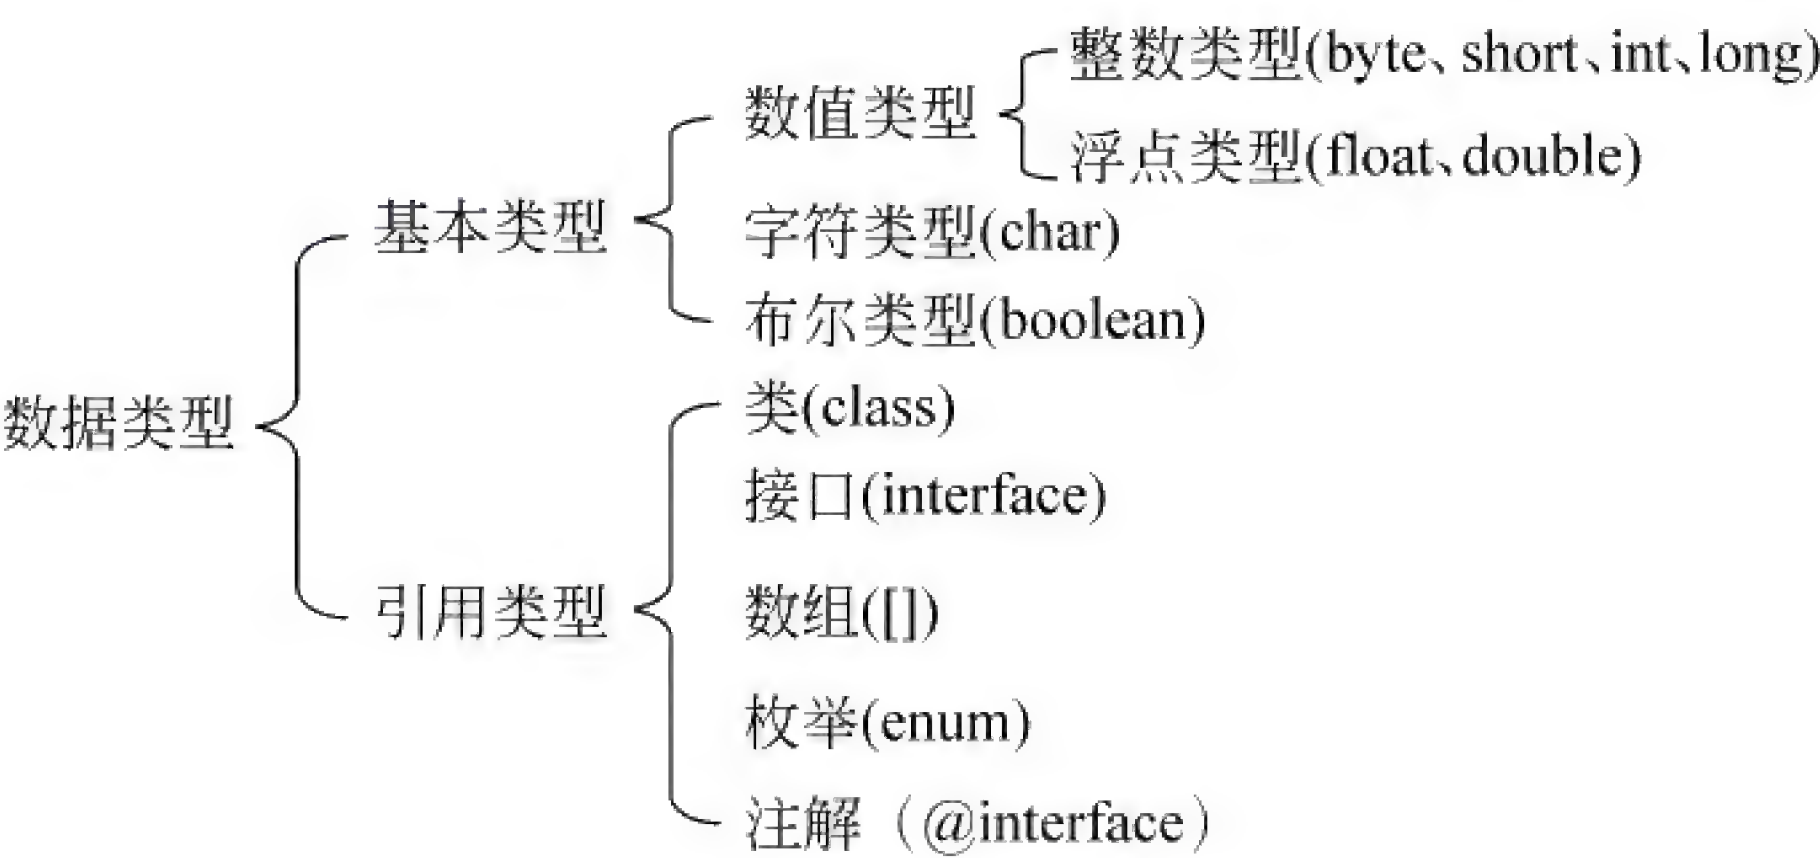 整数类型(byte、short、int、long)
数值类型
浮点类型(float、double)
基本类型
字符类型(char)
布尔类型(boolean)
数据类型
类(class)
接口(interface)
引用类型
数组([])
枚举(enum)
注解（@interface）